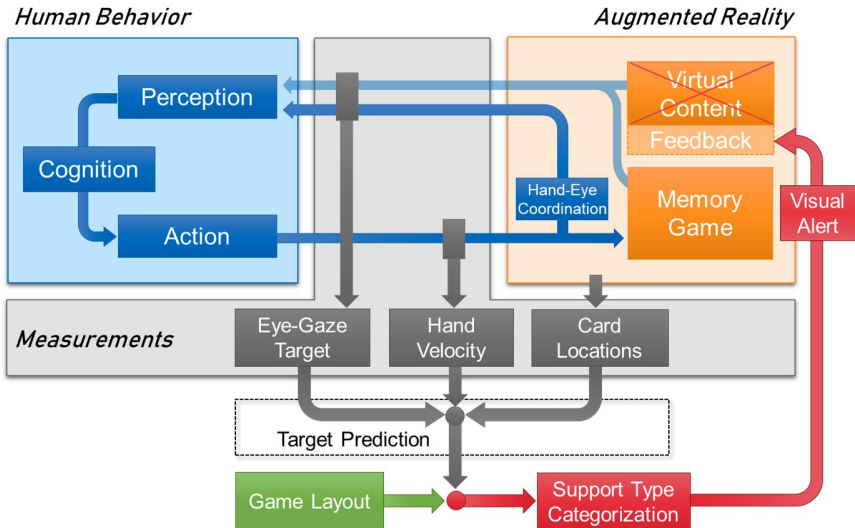 Human Behavior
Augmented Reality
Perception
Cognition
Action
Virtual
Content
Feedback
Hand-Eye
Coordination
Memory
Game
Visual
Alert
Measurements
Eye-Gaze
Target
Hand
Velocity
Card
Locations
Target Prediction
Game Layout
Support Type
Categorization